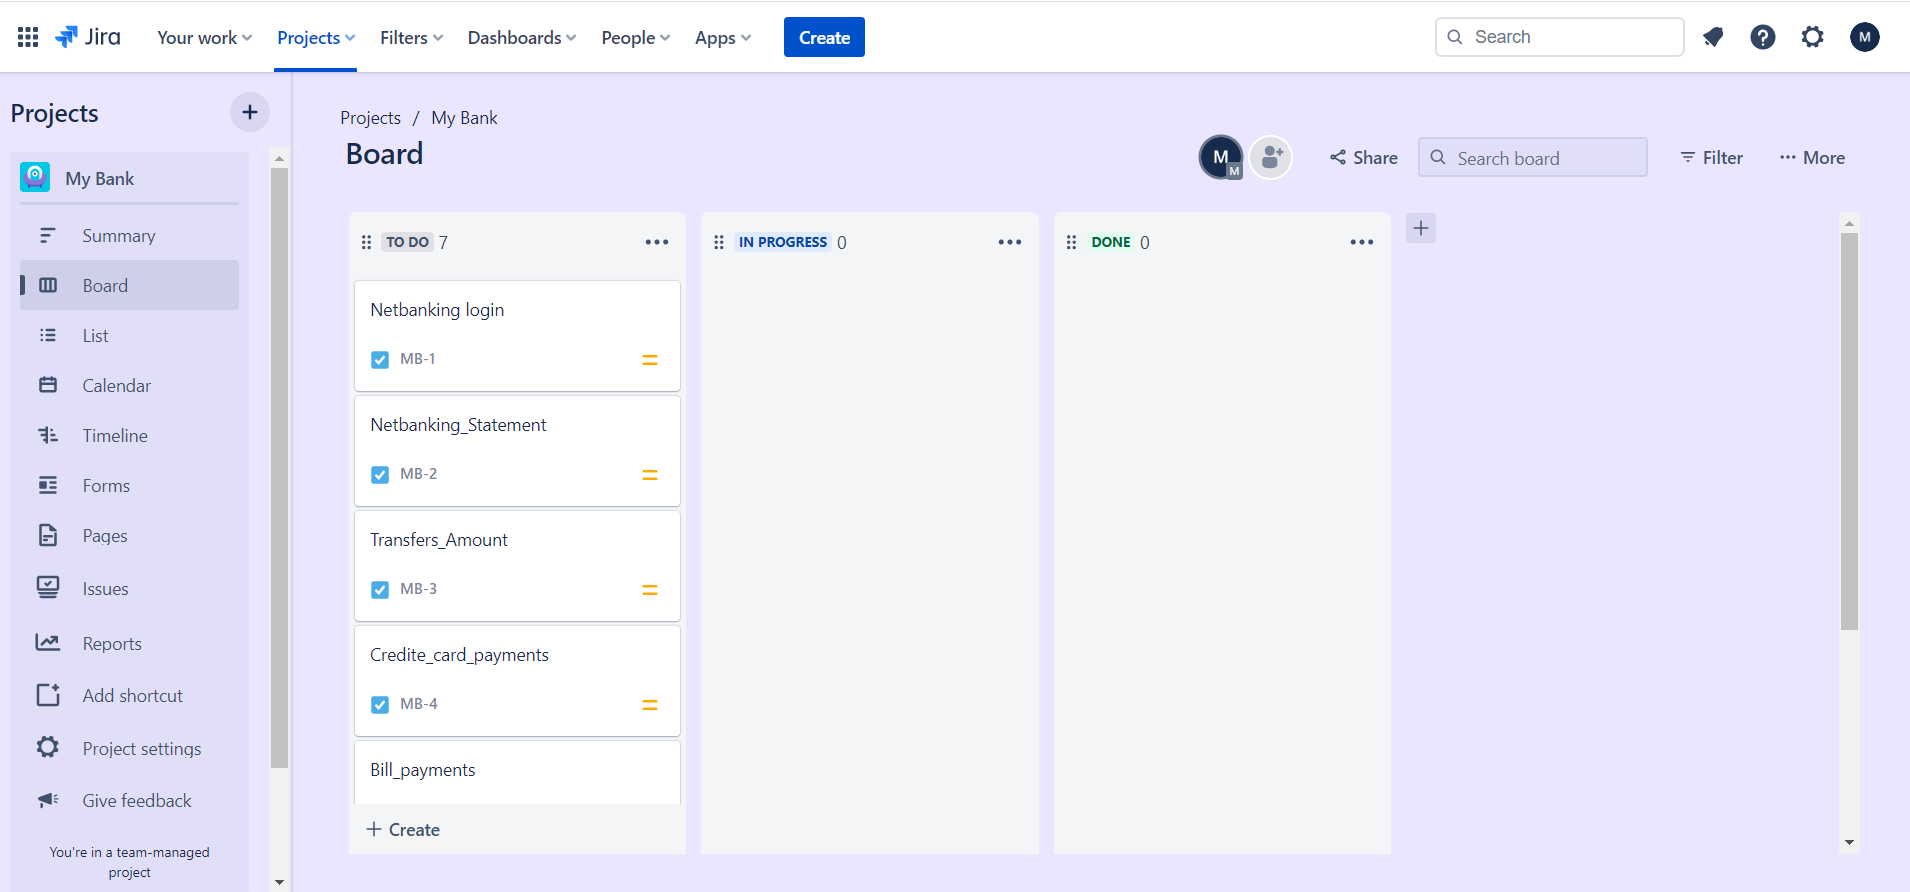 Jira Your work Projects Filters Dashboards People Apps Create Search M
Projects
My Bank
Summary
Board
List
Calendar
Timeline
Forms
Pages
Issues
Reports
Add shortcut
Project settings
Give feedback
You're in a team-managed
project
Projects / My Bank
Board
M M Share Search board Filter More
TO DO 7
Netbanking login
MB-1
Netbanking_Statement
MB-2
Transfers_Amount
MB-3
Credite_card_payments
MB-4
Bill_payments
Create
IN PROGRESS 0
DONE 0